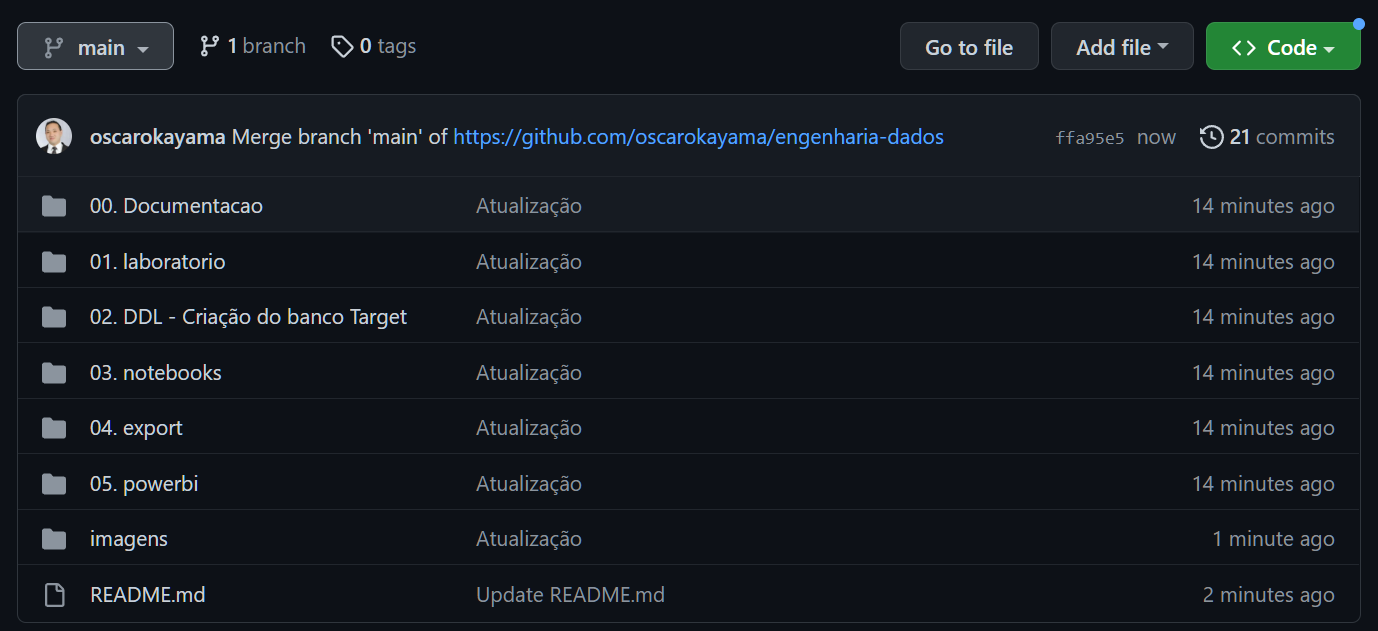 main 1 branch 0 tags Go to file Add file <> Code
oscarokayama Merge branch 'main' of https://github.com/oscarokayama/engenharia-dados ffa95e5 now 21 commits
00. Documentacao Atualização 14 minutes ago
01. laboratorio Atualização 14 minutes ago
02. DDL - Criação do banco Target Atualização 14 minutes ago
03. notebooks Atualização 14 minutes ago
04. export Atualização 14 minutes ago
05. powerbi Atualização 14 minutes ago
imagens Atualização 1 minute ago
README.md Update README.md 2 minutes ago